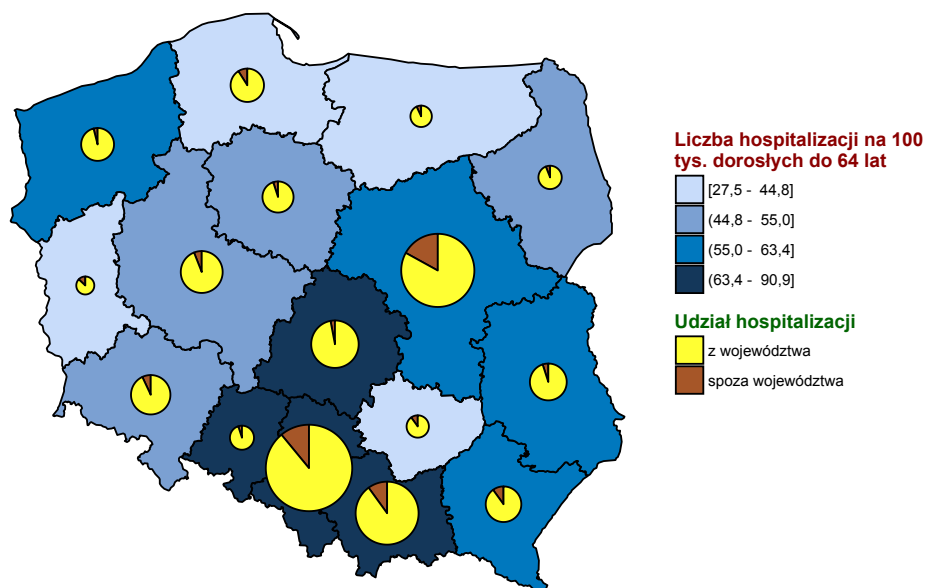 Liczba hospitalizacji na 100
tys. dorosłych do 64 lat
[27,5 - 44,8]
(44,8 - 55,0]
(55,0 - 63,4]
(63,4 - 90,9]
Udział hospitalizacji
z województwa
spoza województwa